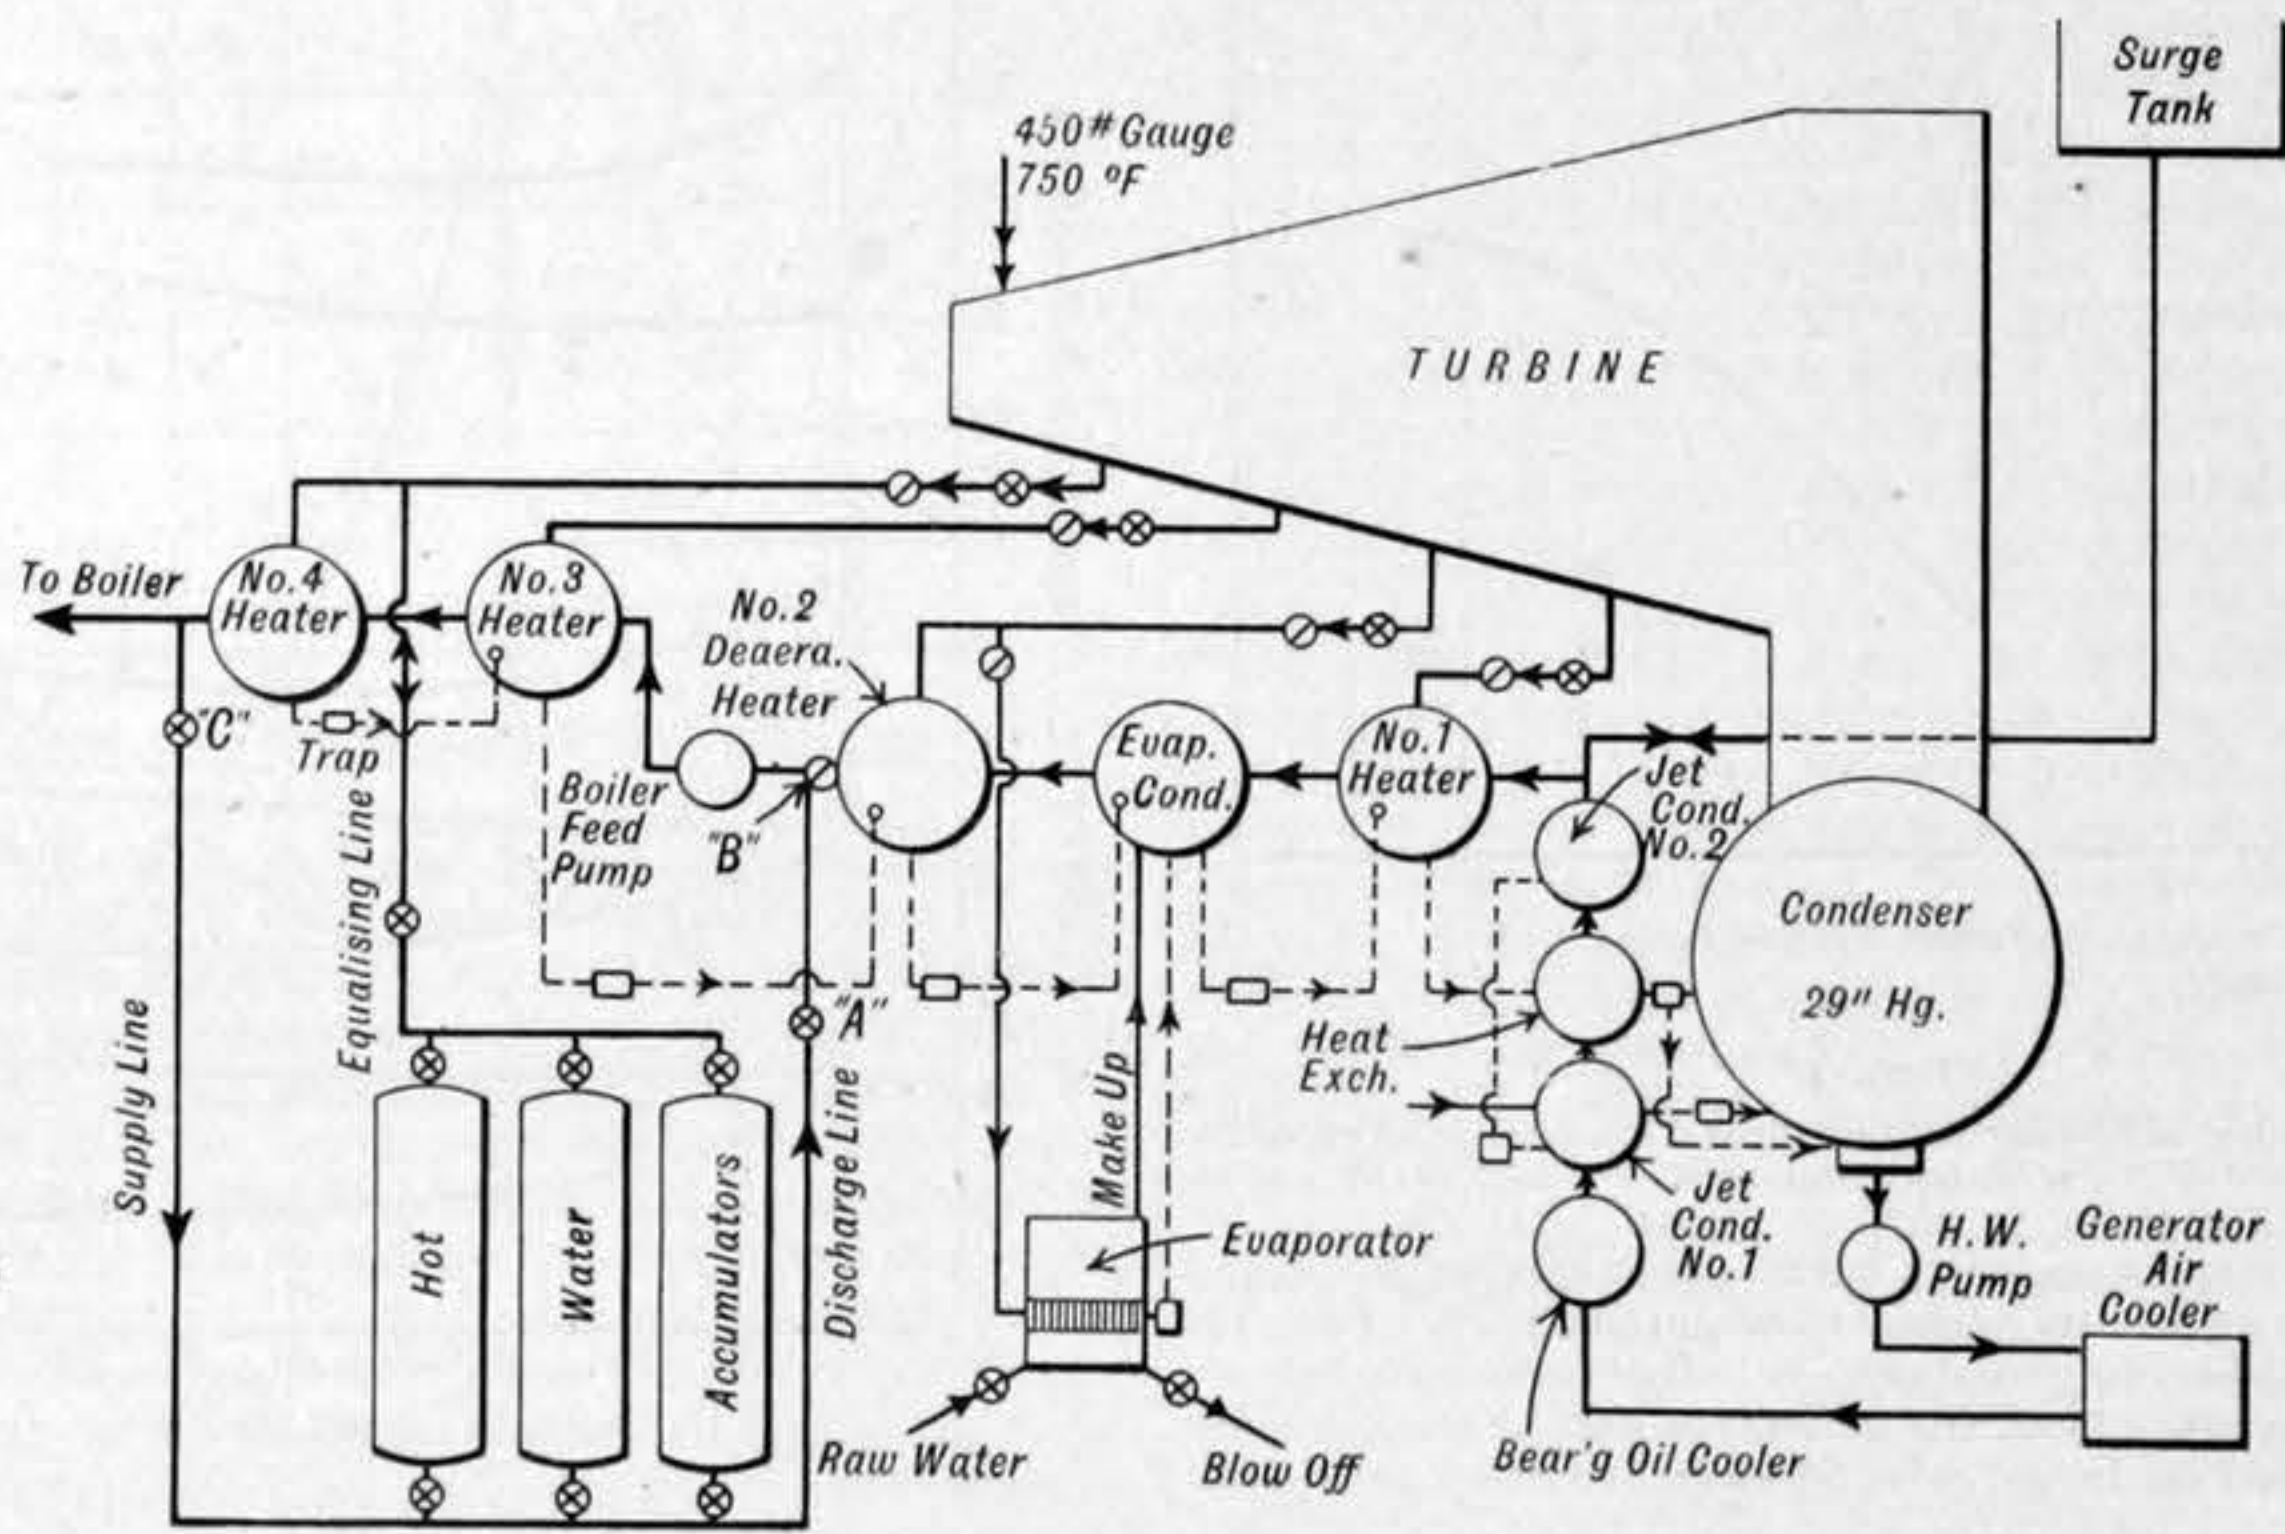 Surge
Tank
450# Gauge
750 °F
TURBINE
To Boiler
No.4
Heater
No.3
Heater
No.2
Deaera.
Heater
"C"
Trap
Boiler
Feed
Pump
"B"
Evap.
Cond.
No.1
Heater
Jet
Cond.
No.2
Condenser
29" Hg.
Equalising Line
Supply Line
"A"
Discharge Line
Make Up
Heat
Exch.
Hot
Water
Accumulators
Evaporator
Jet
Cond.
No.1
H.W.
Pump
Generator
Air
Cooler
Raw Water
Blow Off
Bear'g Oil Cooler